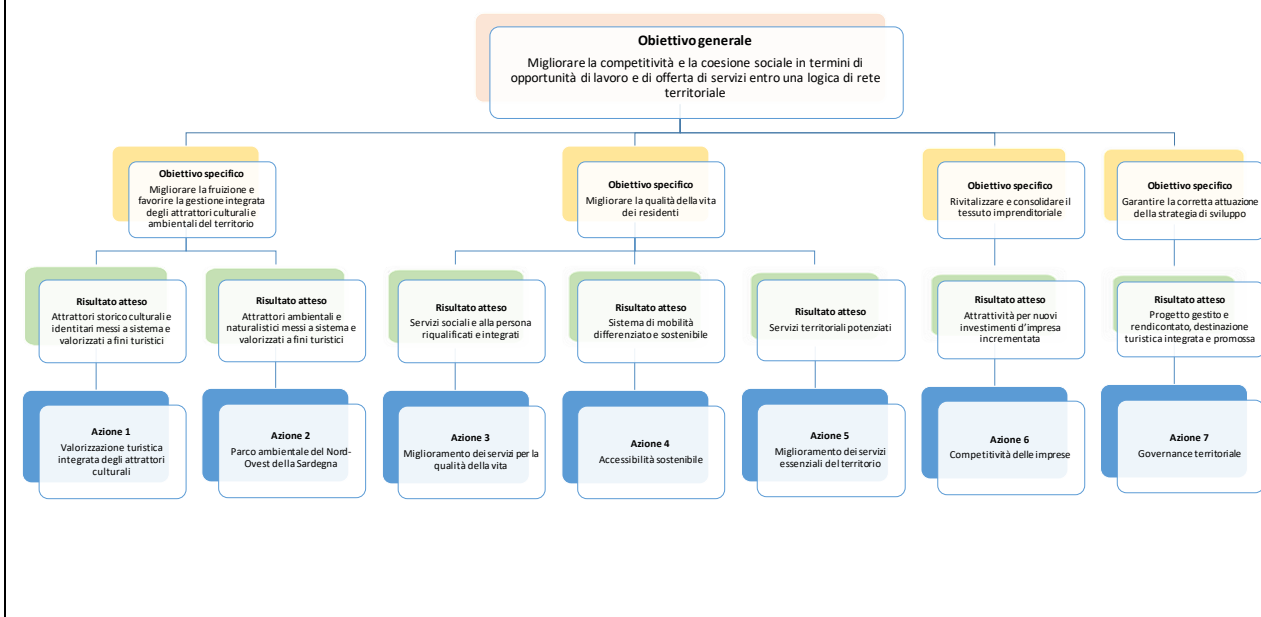 Obiettivo generale
Migliorare la competitività e la coesione sociale in termini di
opportunità di lavoro e di offerta di servizi entro una logica di rete
territoriale
Obiettivo specifico
Migliorare la fruizione e
favorire la gestione integrata
degli attrattori culturali e
ambientali del territorio
Obiettivo specifico
Migliorare la qualità della vita
dei residenti
Obiettivo specifico
Rivitalizzare e consolidare il
tessuto imprenditoriale
Obiettivo specifico
Garantire la corretta attuazione
della strategia di sviluppo
Risultato atteso
Attrattori storico culturali e
identitari messi a sistema e
valorizzati a fini turistici
Risultato atteso
Attrattori ambientali e
naturalistici messi a sistema e
valorizzati a fini turistici
Risultato atteso
Servizi sociali e alla persona
riqualificati e integrati
Risultato atteso
Sistema di mobilità
differenziato e sostenibile
Risultato atteso
Servizi territoriali potenziati
Risultato atteso
Attrattività per nuovi
investimenti d'impresa
incrementata
Risultato atteso
Progetto gestito e
rendicontato, destinazione
turistica integrata e promossa
Azione 1
Valorizzazione turistica
integrata degli attrattori
culturali
Azione 2
Parco ambientale del Nord-
Ovest della Sardegna
Azione 3
Miglioramento dei servizi per la
qualità della vita
Azione 4
Accessibilità sostenibile
Azione 5
Miglioramento dei servizi
essenziali del territorio
Azione 6
Competitività delle imprese
Azione 7
Governance territoriale